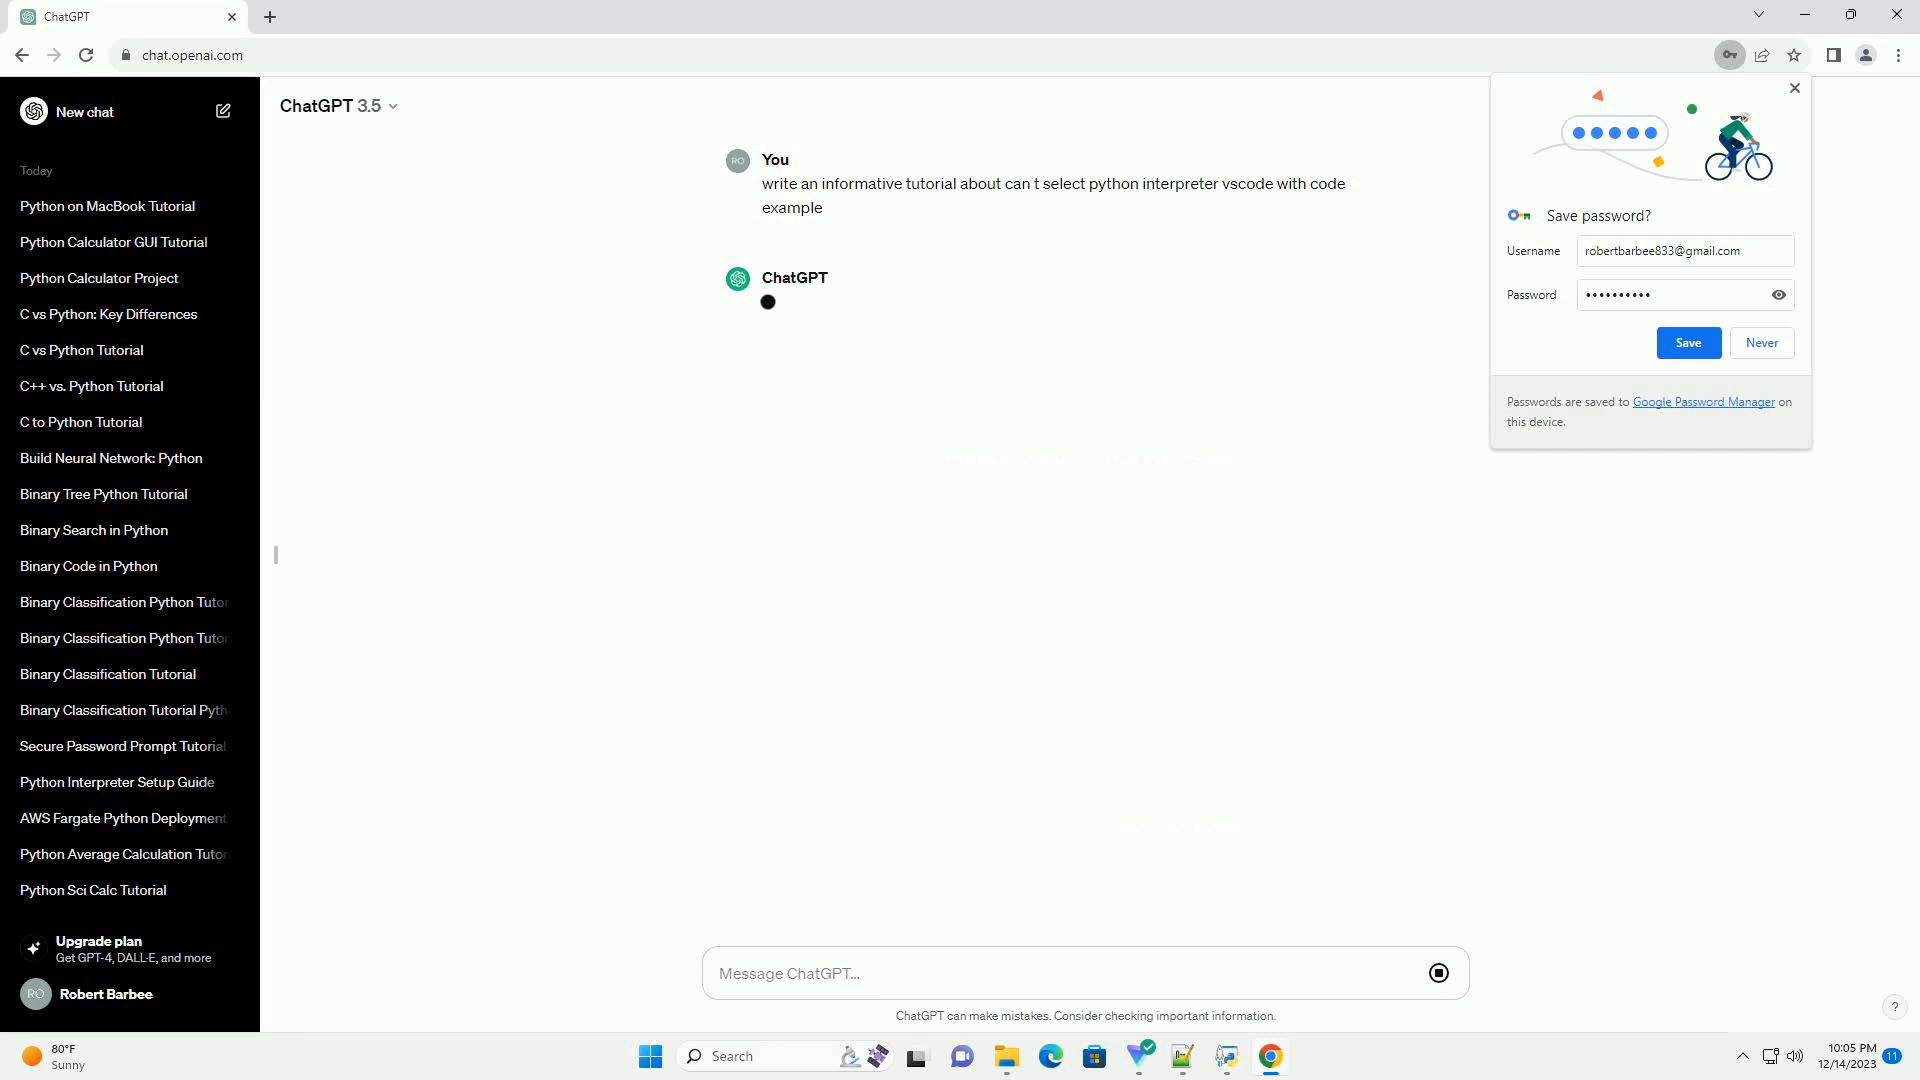 ChatGPT
chat.openai.com
New chat
Today
Python on MacBook Tutorial
Python Calculator GUI Tutorial
Python Calculator Project
C vs Python: Key Differences
C vs Python Tutorial
C++ vs. Python Tutorial
C to Python Tutorial
Build Neural Network: Python
Binary Tree Python Tutorial
Binary Search in Python
Binary Code in Python
Binary Classification Python Tutor
Binary Classification Python Tutor
Binary Classification Tutorial
Binary Classification Tutorial Pyth
Secure Password Prompt Tutorial
Python Interpreter Setup Guide
AWS Fargate Python Deployment
Python Average Calculation Tutor
Python Sci Calc Tutorial
Upgrade plan
Get GPT-4, DALL·E, and more
RO Robert Barbee
ChatGPT 3.5
RO You
write an informative tutorial about can t select python interpreter vscode with code
example
ChatGPT
Message ChatGPT...
ChatGPT can make mistakes. Consider checking important information.
?
Save password?
Username robertbarbee833@gmail.com
Password ••••••••••
Save Never
Passwords are saved to Google Password Manager on
this device.
80°F
Sunny
Search
10:05 PM
12/14/2023
11